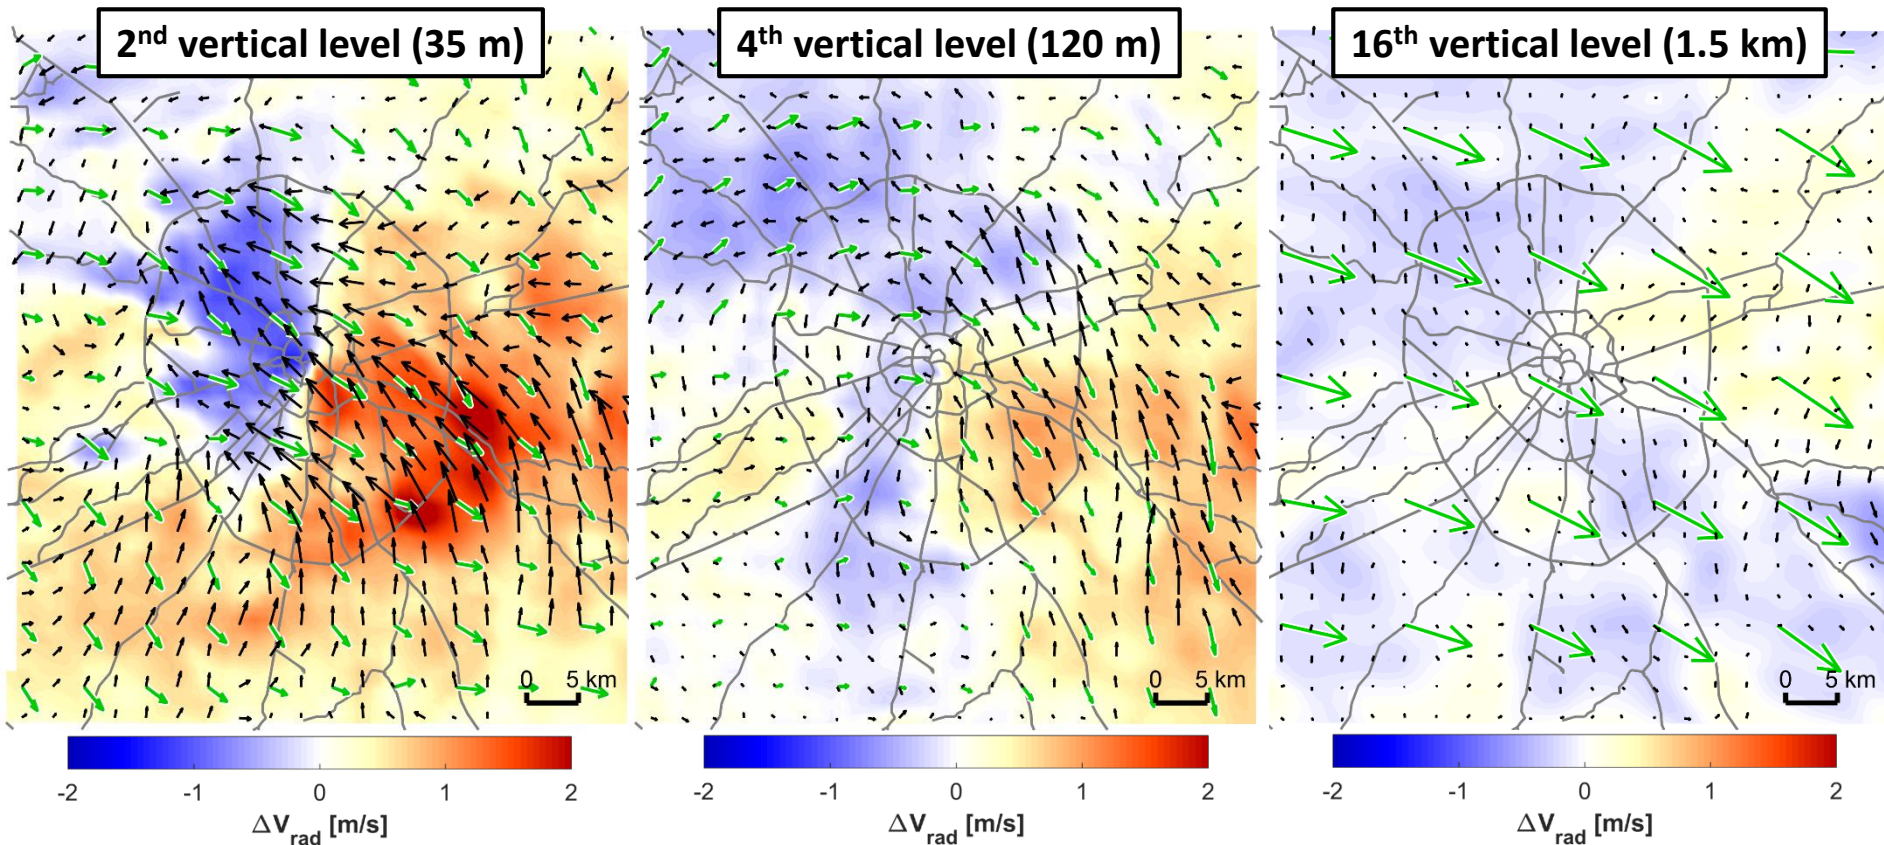 2nd vertical level (35 m)
4th vertical level (120 m)
16th vertical level (1.5 km)
0 5 km
0 5 km
0 5 km
-2 -1 0 1 2
-2 -1 0 1 2
-2 -1 0 1 2
ΔVrad [m/s]
ΔVrad [m/s]
ΔVrad [m/s]